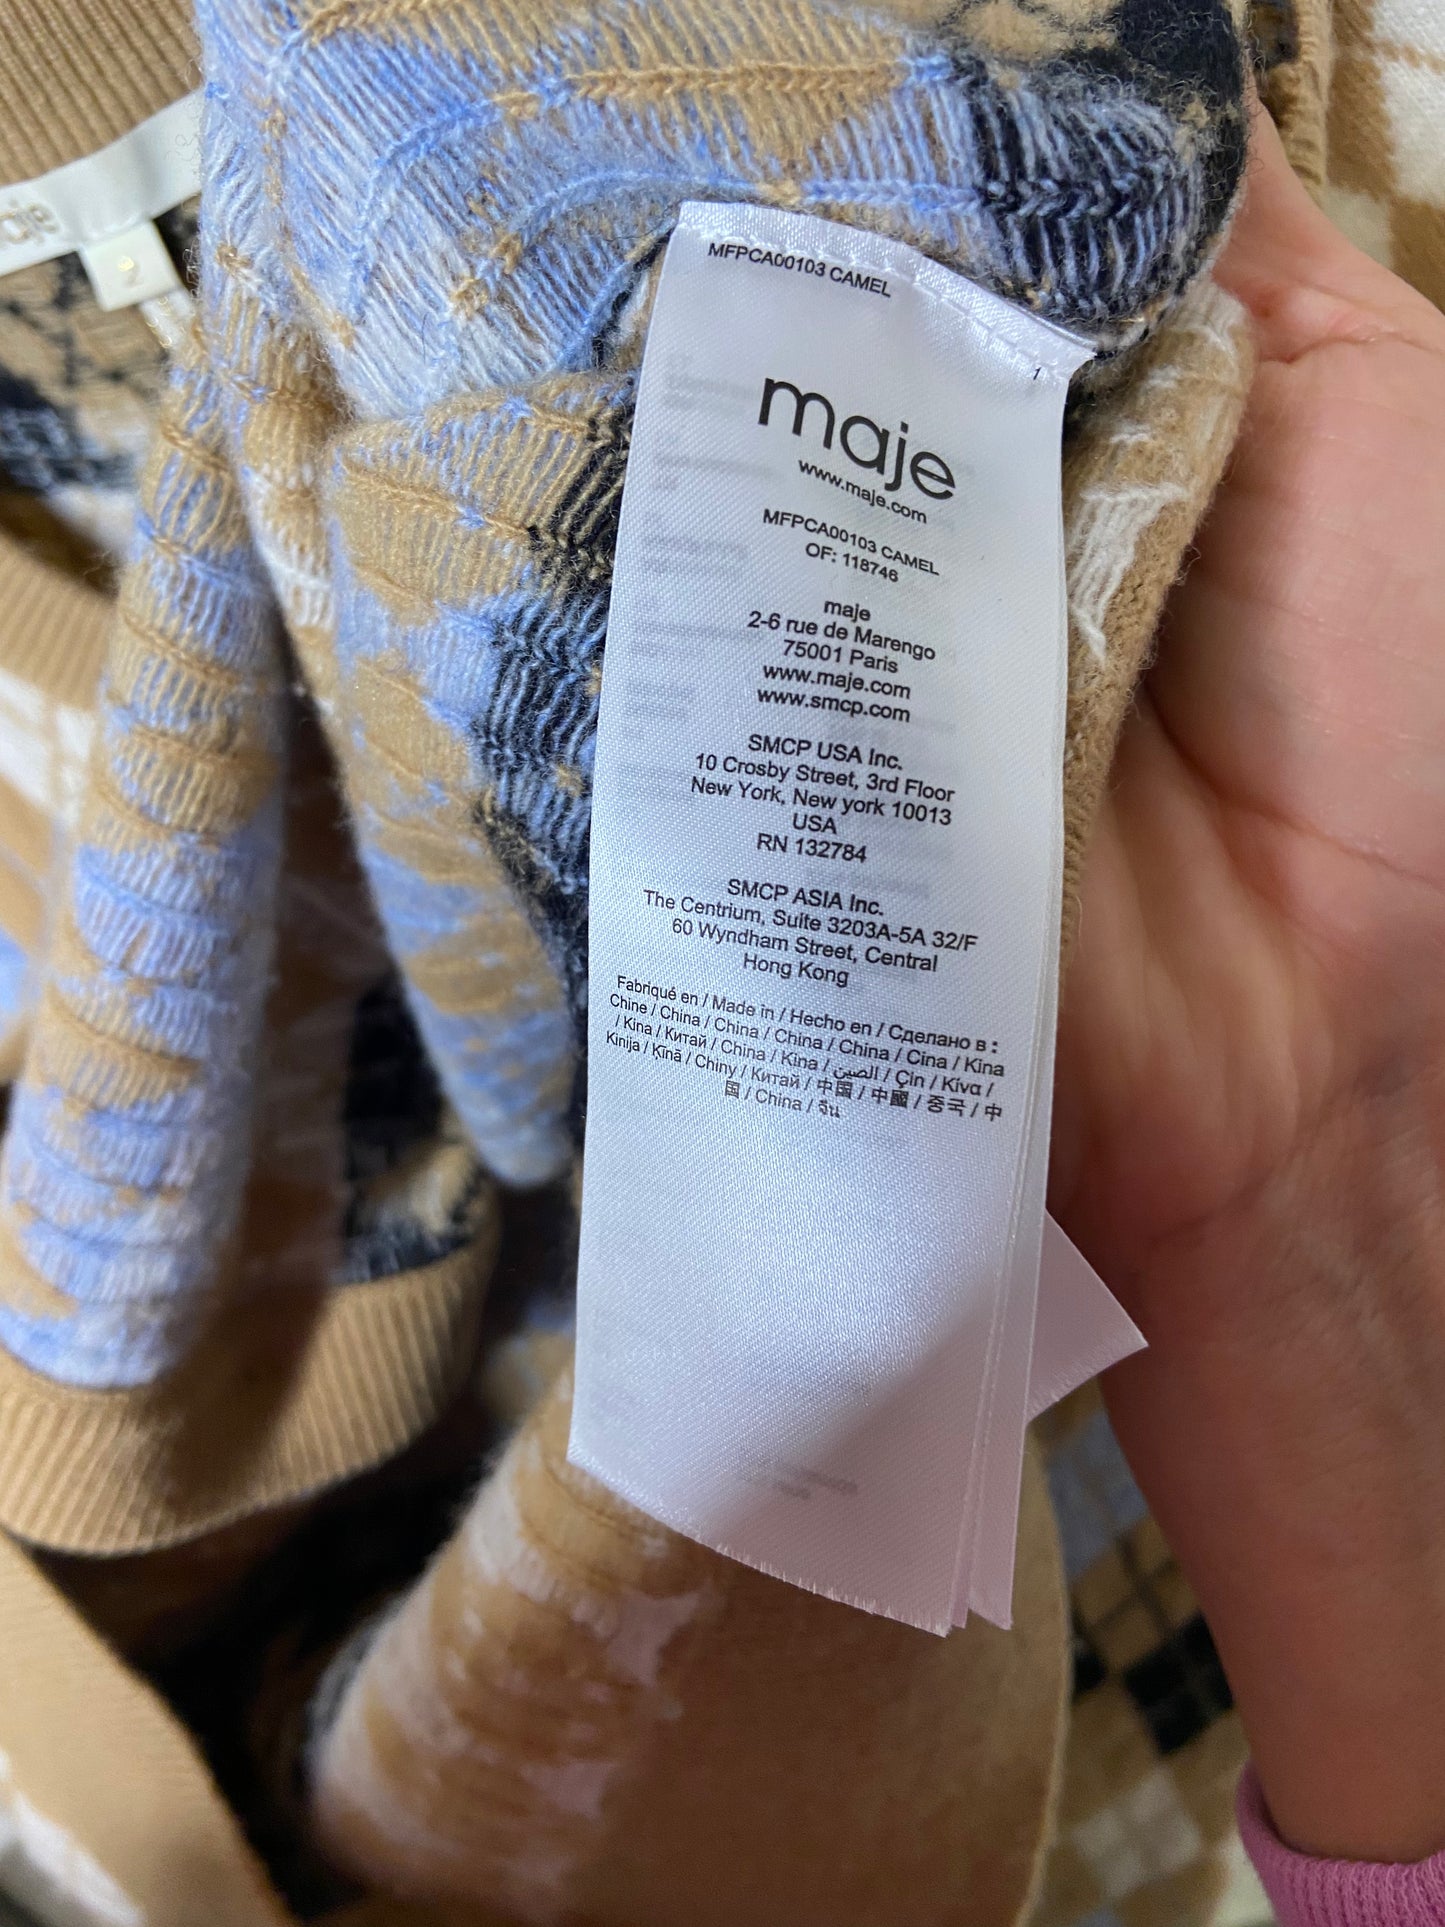 MFPCA00103 CAMEL
1
maje
www.maje.com
MFPCA00103 CAMEL
OF: 118746
maje
2-6 rue de Marengo
75001 Paris
www.maje.com
www.smcp.com
SMCP USA Inc.
10 Crosby Street, 3rd Floor
New York, New york 10013
USA
RN 132784
SMCP ASIA Inc.
The Centrium, Suite 3203A-5A 32/F
60 Wyndham Street, Central
Hong Kong
Fabriqué en / Made in / Hecho en / Сделано в :
Chine / China / China / China / China / Cina / Kina
/ Kina / Китай / China / Kina / الصين / Çin / Κίνα /
Kinija / Ķīnā / Chiny / Китай / 中国 / 中國 / 중국 / 中
国 / China / จีน
2